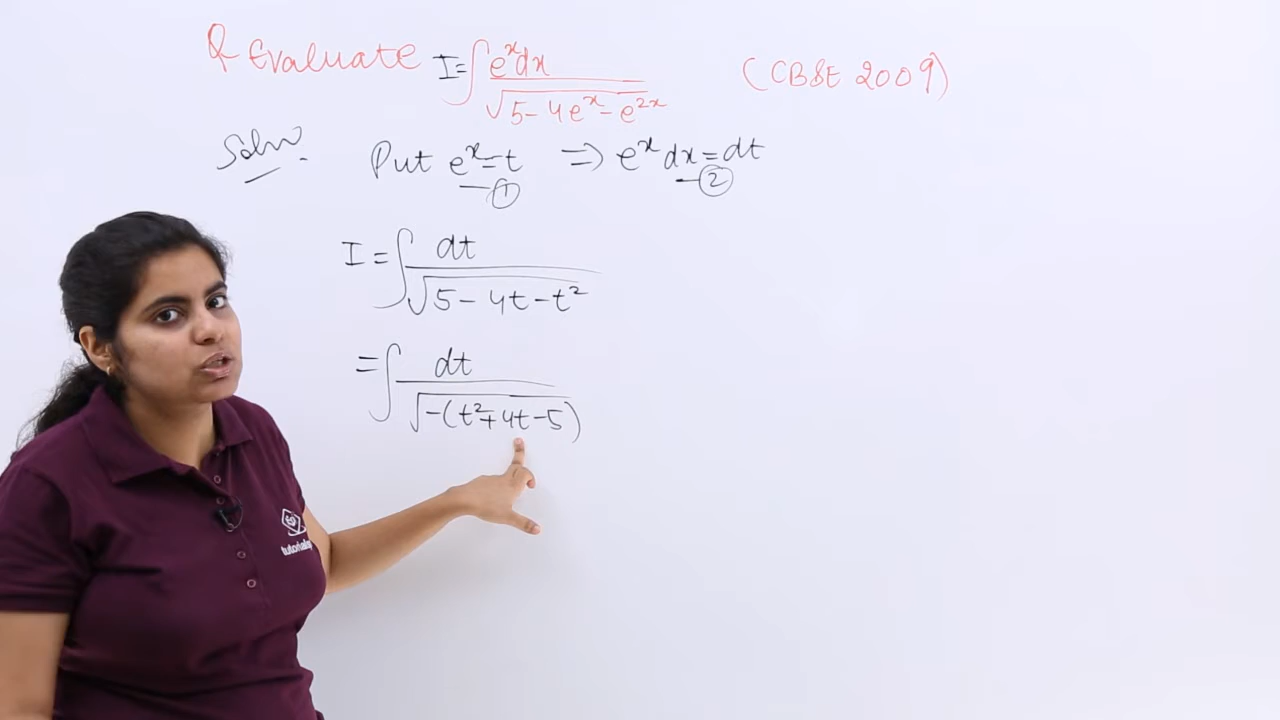 Q Evaluate I=∫ e^x dx / √(5-4e^x-e^2x) (CBSE 2009)
Soln. Put e^x=t ⇒ e^x dx=dt
—① —②
I=∫ dt / √(5-4t-t²)
=∫ dt / √(-(t²+4t-5))